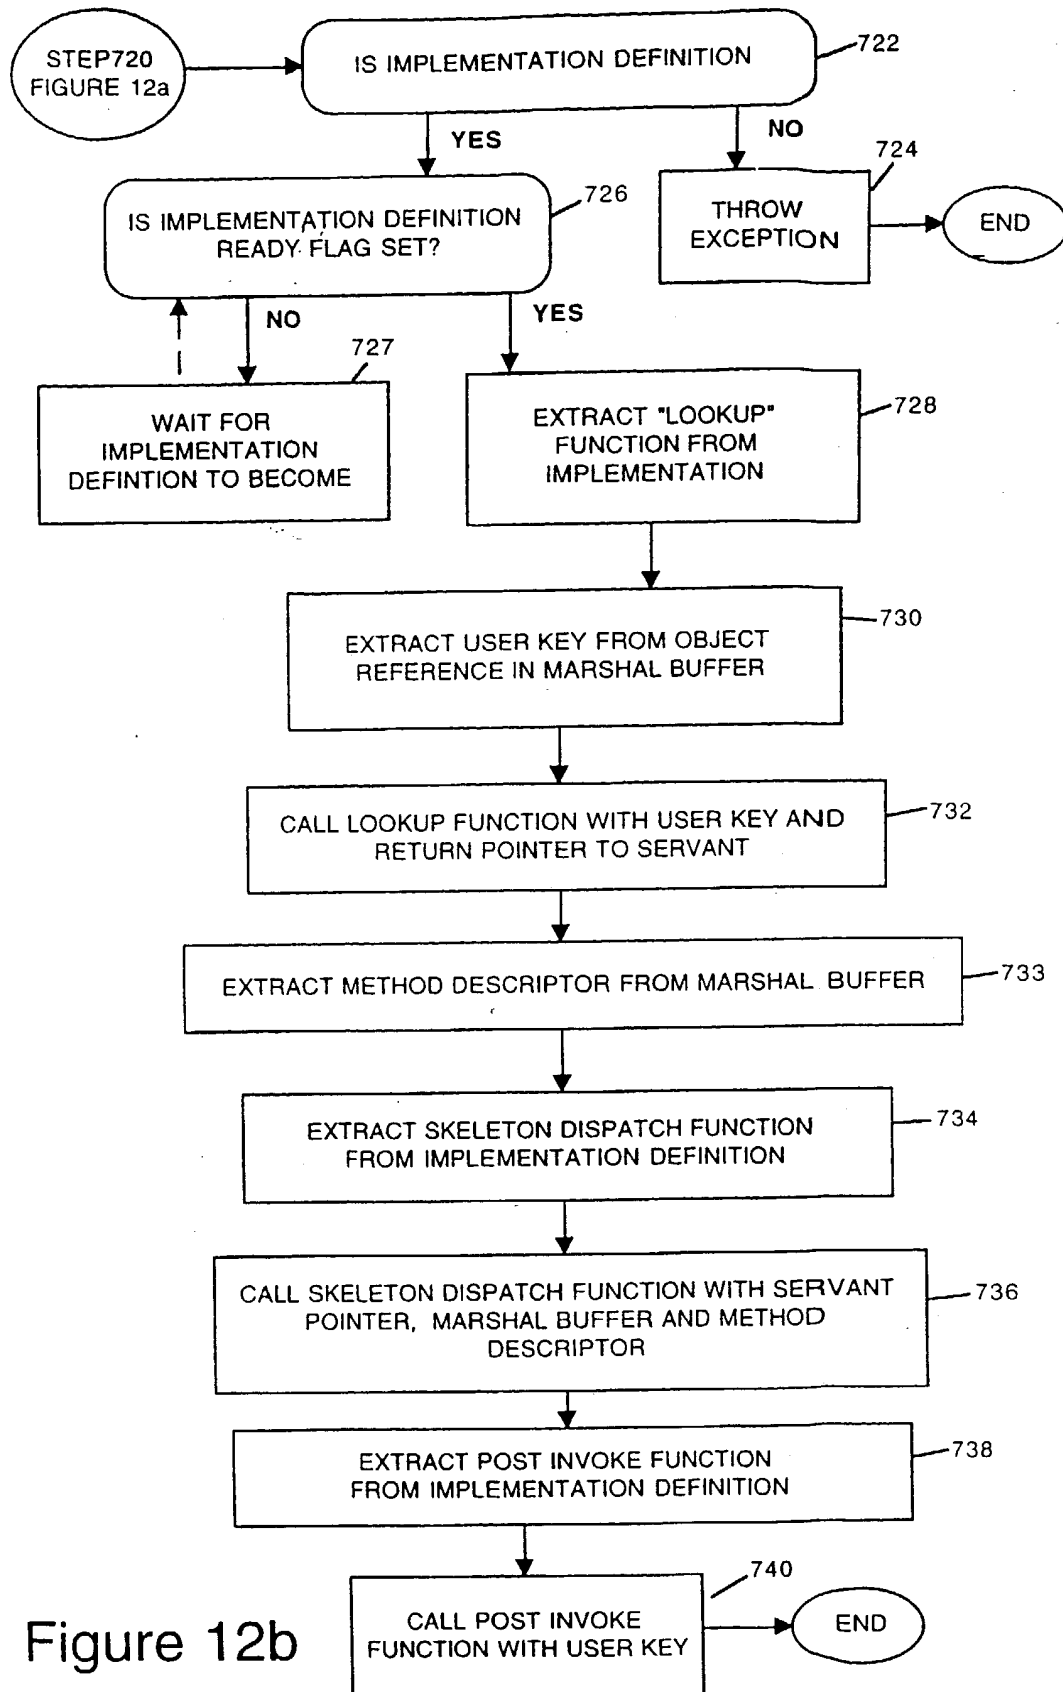 STEP720
FIGURE 12a
IS IMPLEMENTATION DEFINITION
722
YES
NO
724
IS IMPLEMENTATION DEFINITION
READY FLAG SET?
726
THROW
EXCEPTION
END
NO
YES
727
WAIT FOR
IMPLEMENTATION
DEFINTION TO BECOME
EXTRACT "LOOKUP"
FUNCTION FROM
IMPLEMENTATION
728
EXTRACT USER KEY FROM OBJECT
REFERENCE IN MARSHAL BUFFER
730
CALL LOOKUP FUNCTION WITH USER KEY AND
RETURN POINTER TO SERVANT
732
EXTRACT METHOD DESCRIPTOR FROM MARSHAL BUFFER
733
EXTRACT SKELETON DISPATCH FUNCTION
FROM IMPLEMENTATION DEFINITION
734
CALL SKELETON DISPATCH FUNCTION WITH SERVANT
POINTER, MARSHAL BUFFER AND METHOD
DESCRIPTOR
736
EXTRACT POST INVOKE FUNCTION
FROM IMPLEMENTATION DEFINITION
738
740
CALL POST INVOKE
FUNCTION WITH USER KEY
END
Figure 12b